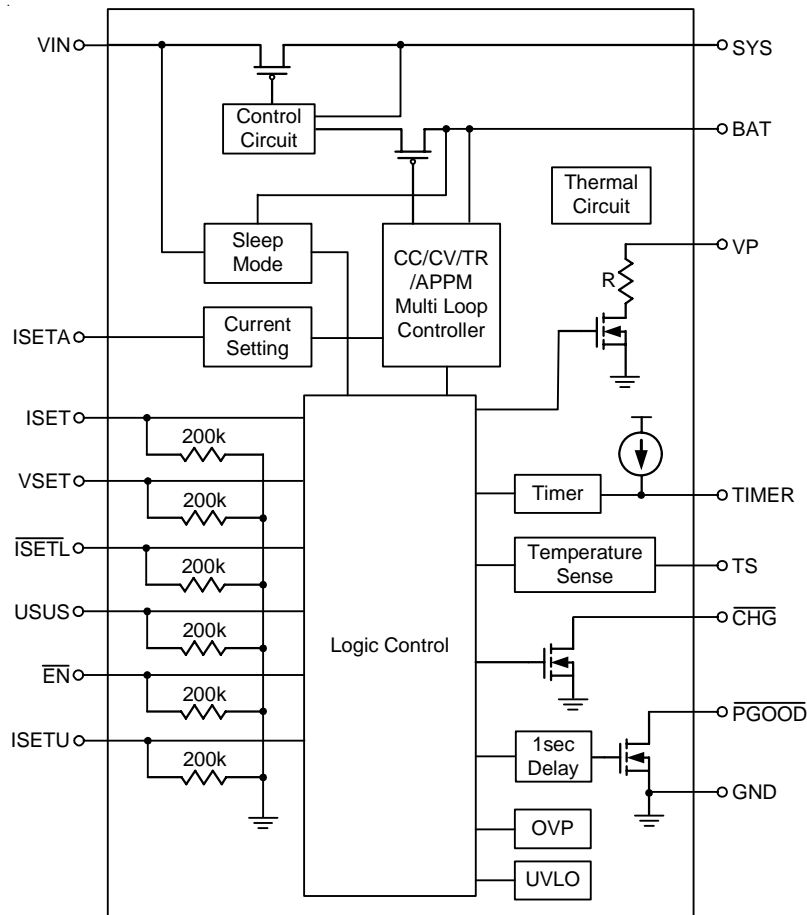 VIN
SYS
Control
Circuit
BAT
Thermal
Circuit
Sleep
Mode
CC/CV/TR
/APPM
Multi Loop
Controller
VP
R
ISETA
Current
Setting
ISET
200k
VSET
200k
ISETL
200k
USUS
200k
EN
200k
ISETU
200k
Logic Control
Timer
TIMER
Temperature
Sense
TS
CHG
PGOOD
1sec
Delay
GND
OVP
UVLO